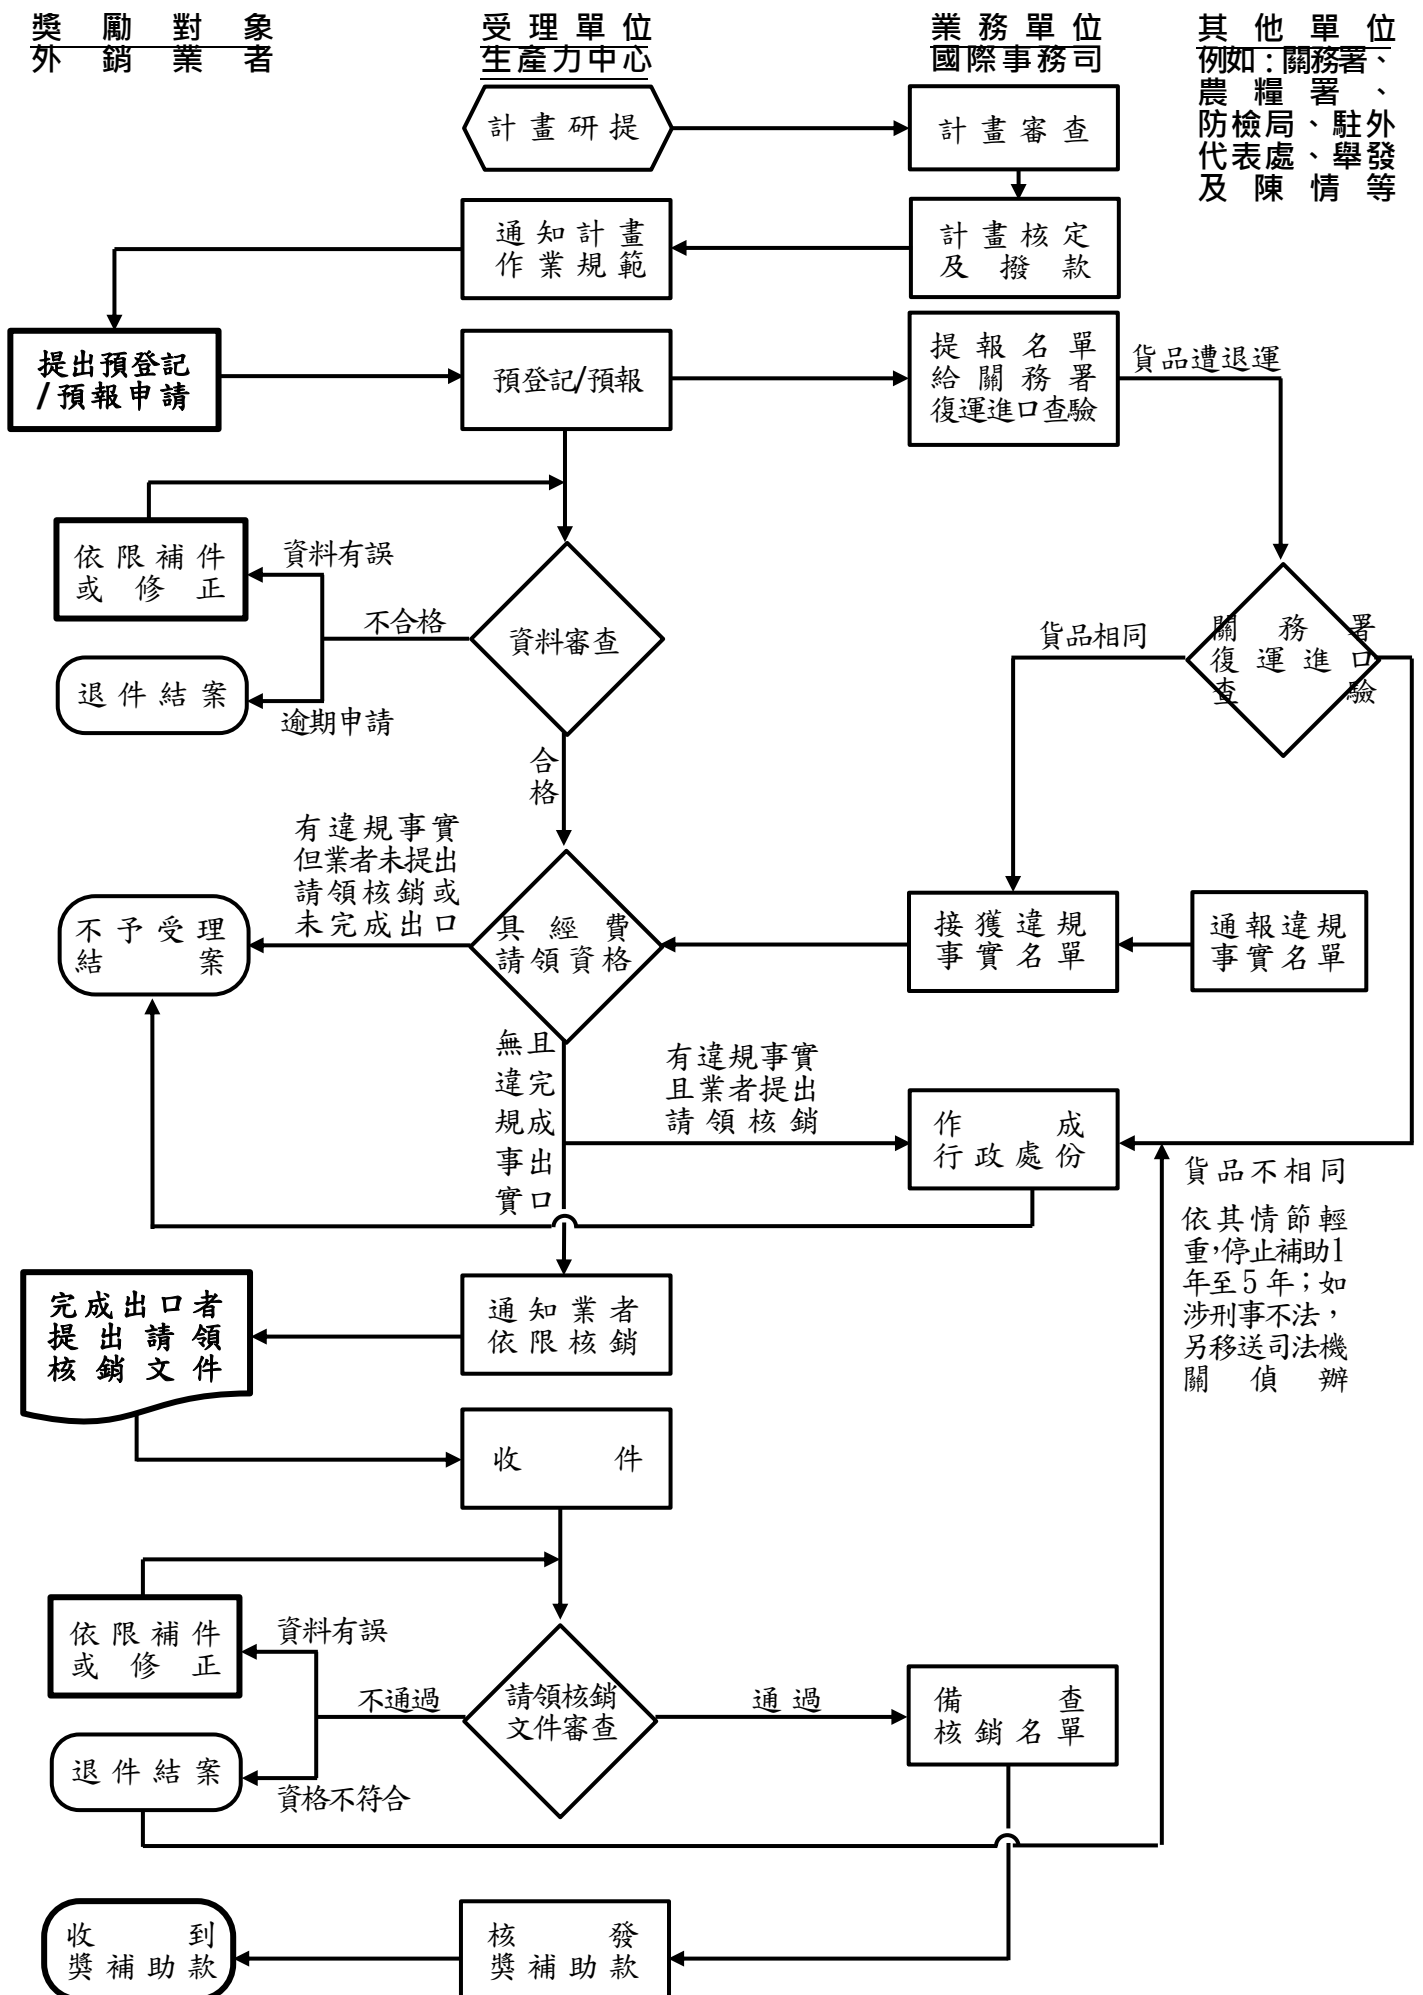 獎勵對象
外銷業者
受理單位
生產力中心
業務單位
國際事務司
其他單位
例如：關務署、
農糧署、
防檢局、駐外
代表處、舉發
及陳情等
計畫研提
計畫審查
通知計畫
作業規範
計畫核定
及撥款
提出預登記
/預報申請
預登記/預報
提報名單
給關務署
復運進口查驗
貨品遭退運
依限補件
或修正
資料有誤
不合格
資料審查
退件結案
逾期申請
貨品相同
關務署
復運進口
查驗
合格
有違規事實
但業者未提出
請領核銷或
未完成出口
不予受理
結案
具經費
請領資格
接獲違規
事實名單
通報違規
事實名單
無且
違完
規成
事出
實口
有違規事實
且業者提出
請領核銷
作成
行政處份
貨品不相同
依其情節輕
重，停止補助1
年至5年；如
涉刑事不法，
另移送司法機
關偵辦
完成出口者
提出請領
核銷文件
通知業者
依限核銷
收件
依限補件
或修正
資料有誤
不通過
請領核銷
文件審查
通過
備查
核銷名單
退件結案
資格不符合
收到
獎補助款
核發
獎補助款